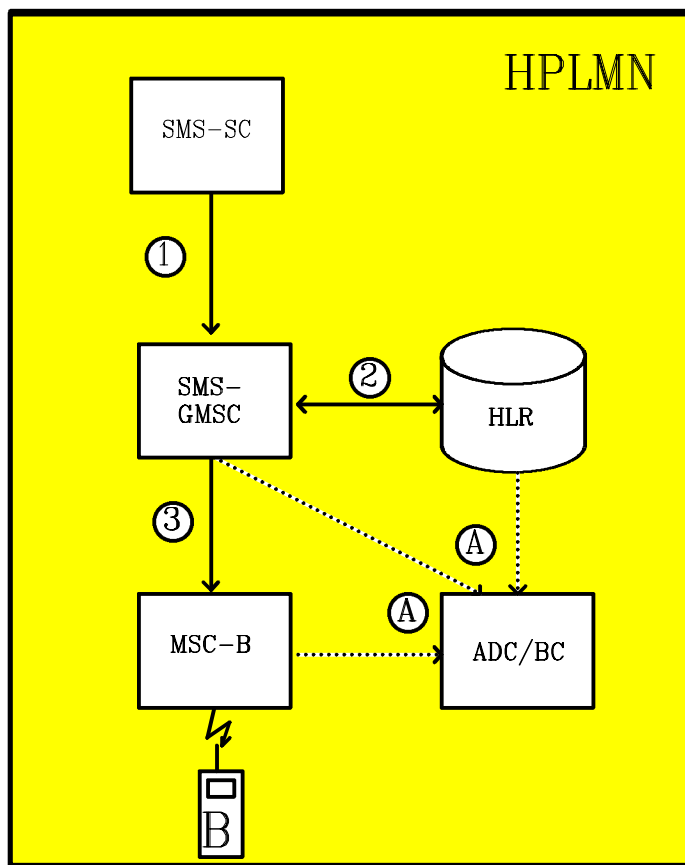 HPLMN
SMS-SC
1
SMS-
GMSC
2
HLR
3
A
A
MSC-B
ADC/BC
B